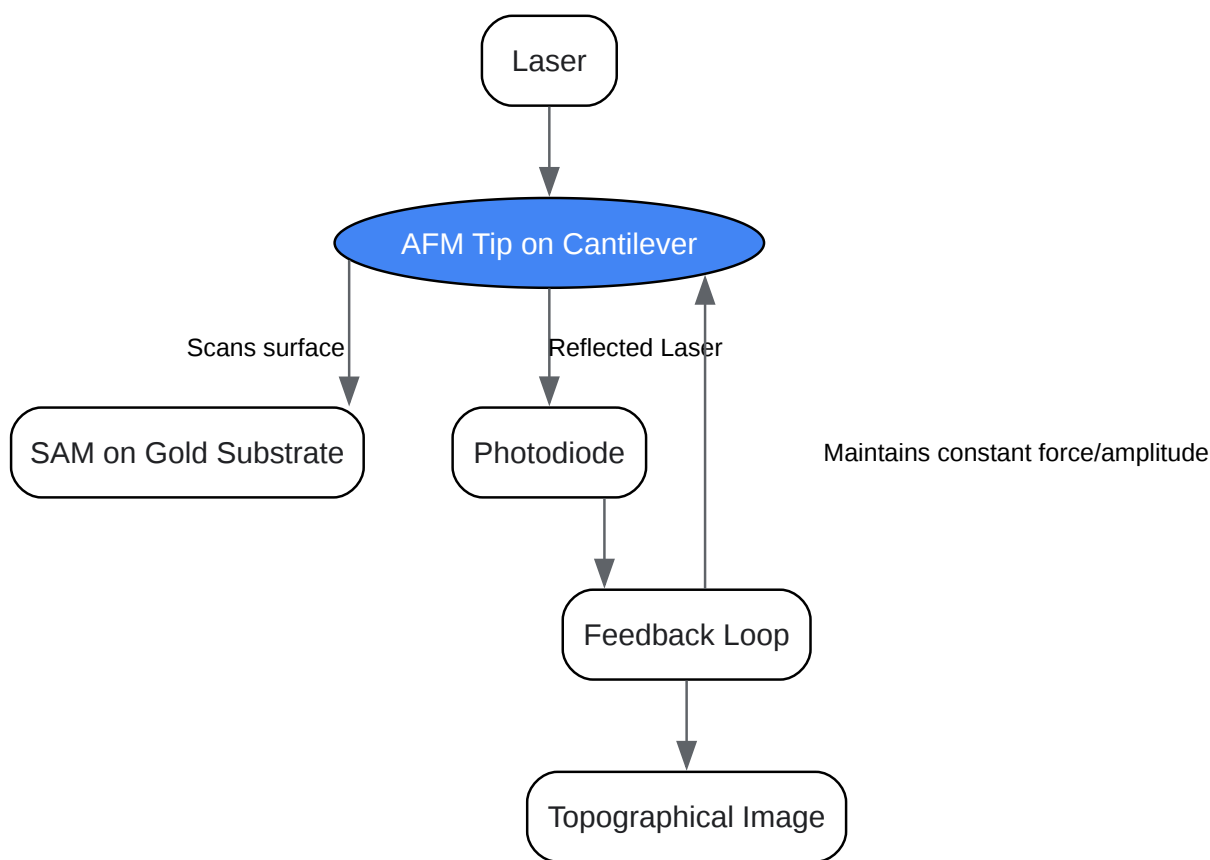 Laser
AFM Tip on Cantilever
Scans surface
Reflected Laser
SAM on Gold Substrate
Photodiode
Maintains constant force/amplitude
Feedback Loop
Topographical Image